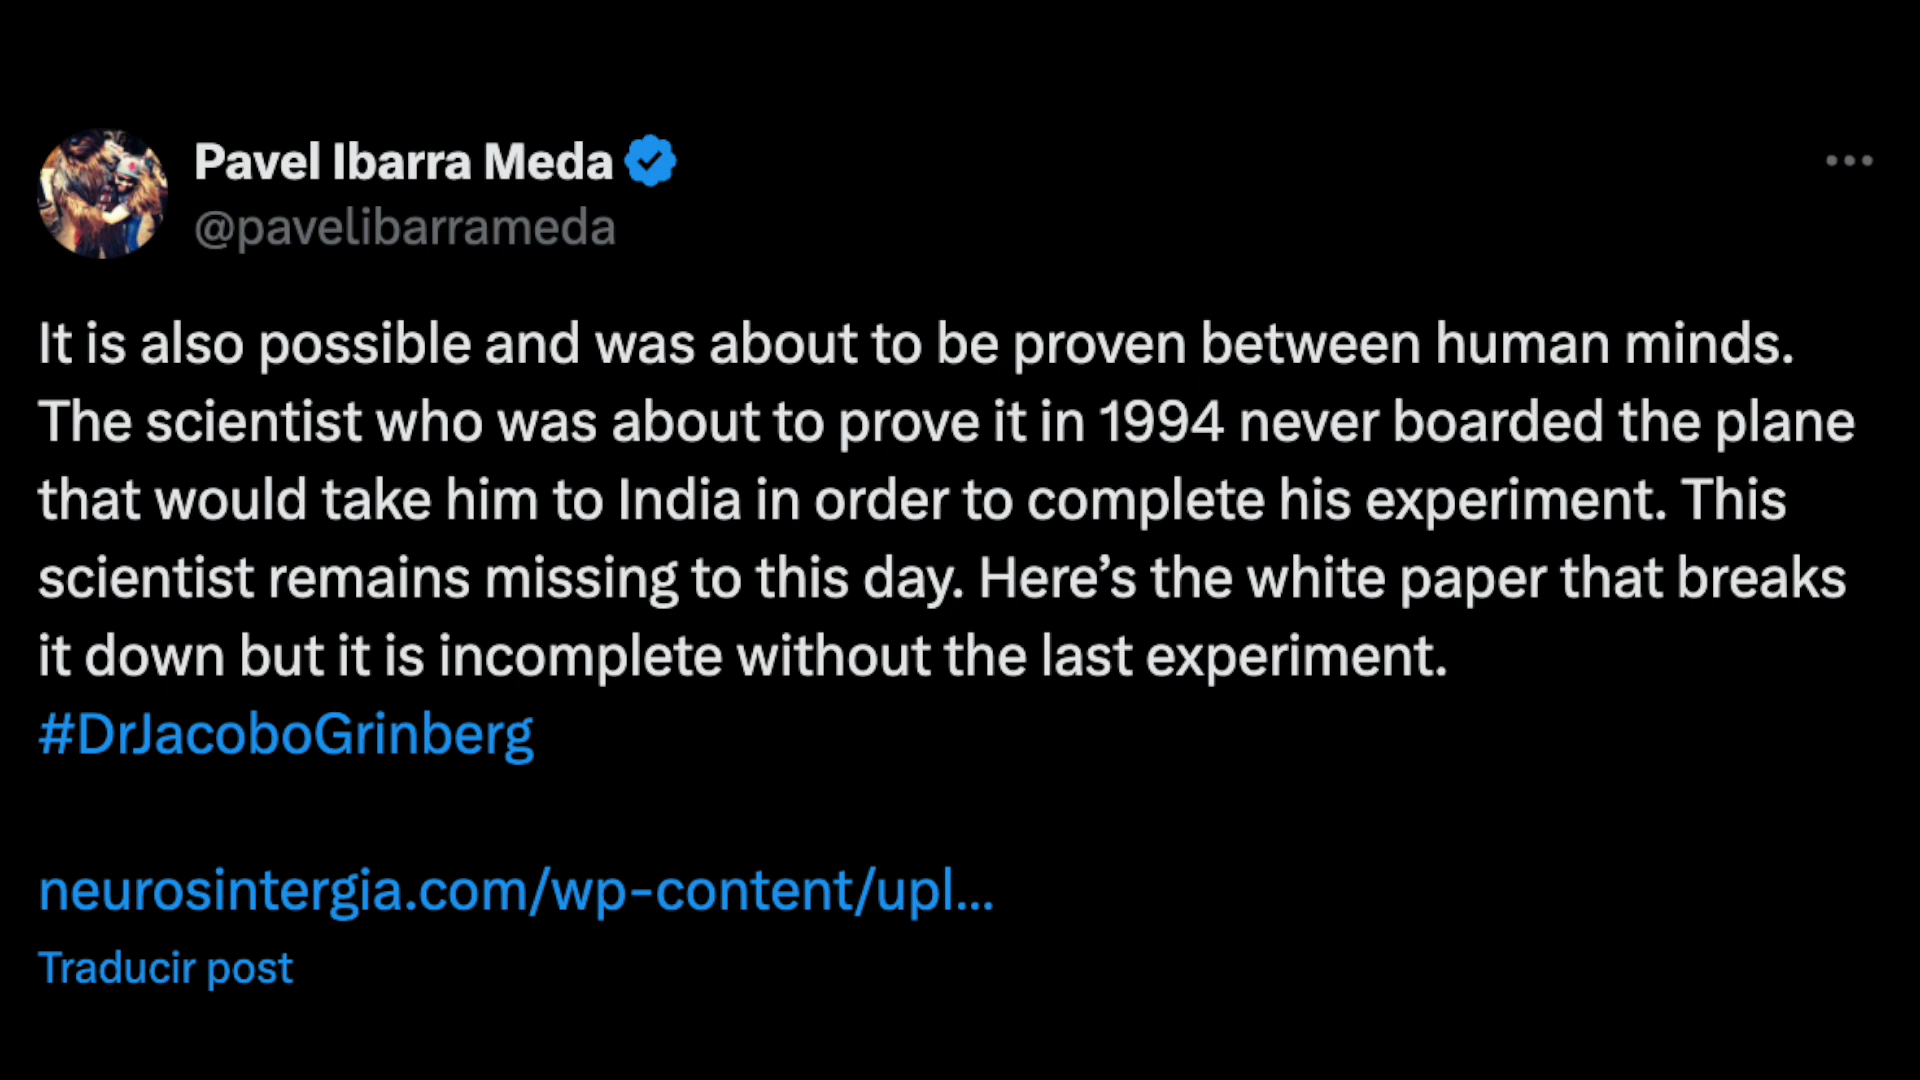 Pavel Ibarra Meda
@pavelibarrameda
It is also possible and was about to be proven between human minds.
The scientist who was about to prove it in 1994 never boarded the plane
that would take him to India in order to complete his experiment. This
scientist remains missing to this day. Here’s the white paper that breaks
it down but it is incomplete without the last experiment.
#DrJacoboGrinberg
neurosintergia.com/wp-content/upl...
Traducir post